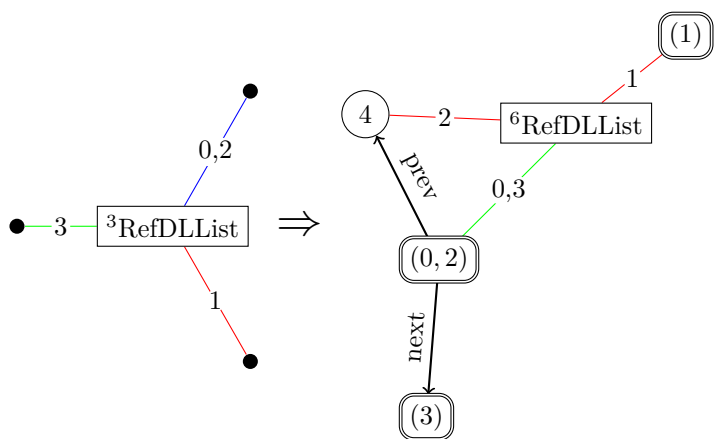 0,2
3
³RefDLList
1
⇒
(1)
1
4
2
⁶RefDLList
prev
0,3
(0, 2)
next
(3)